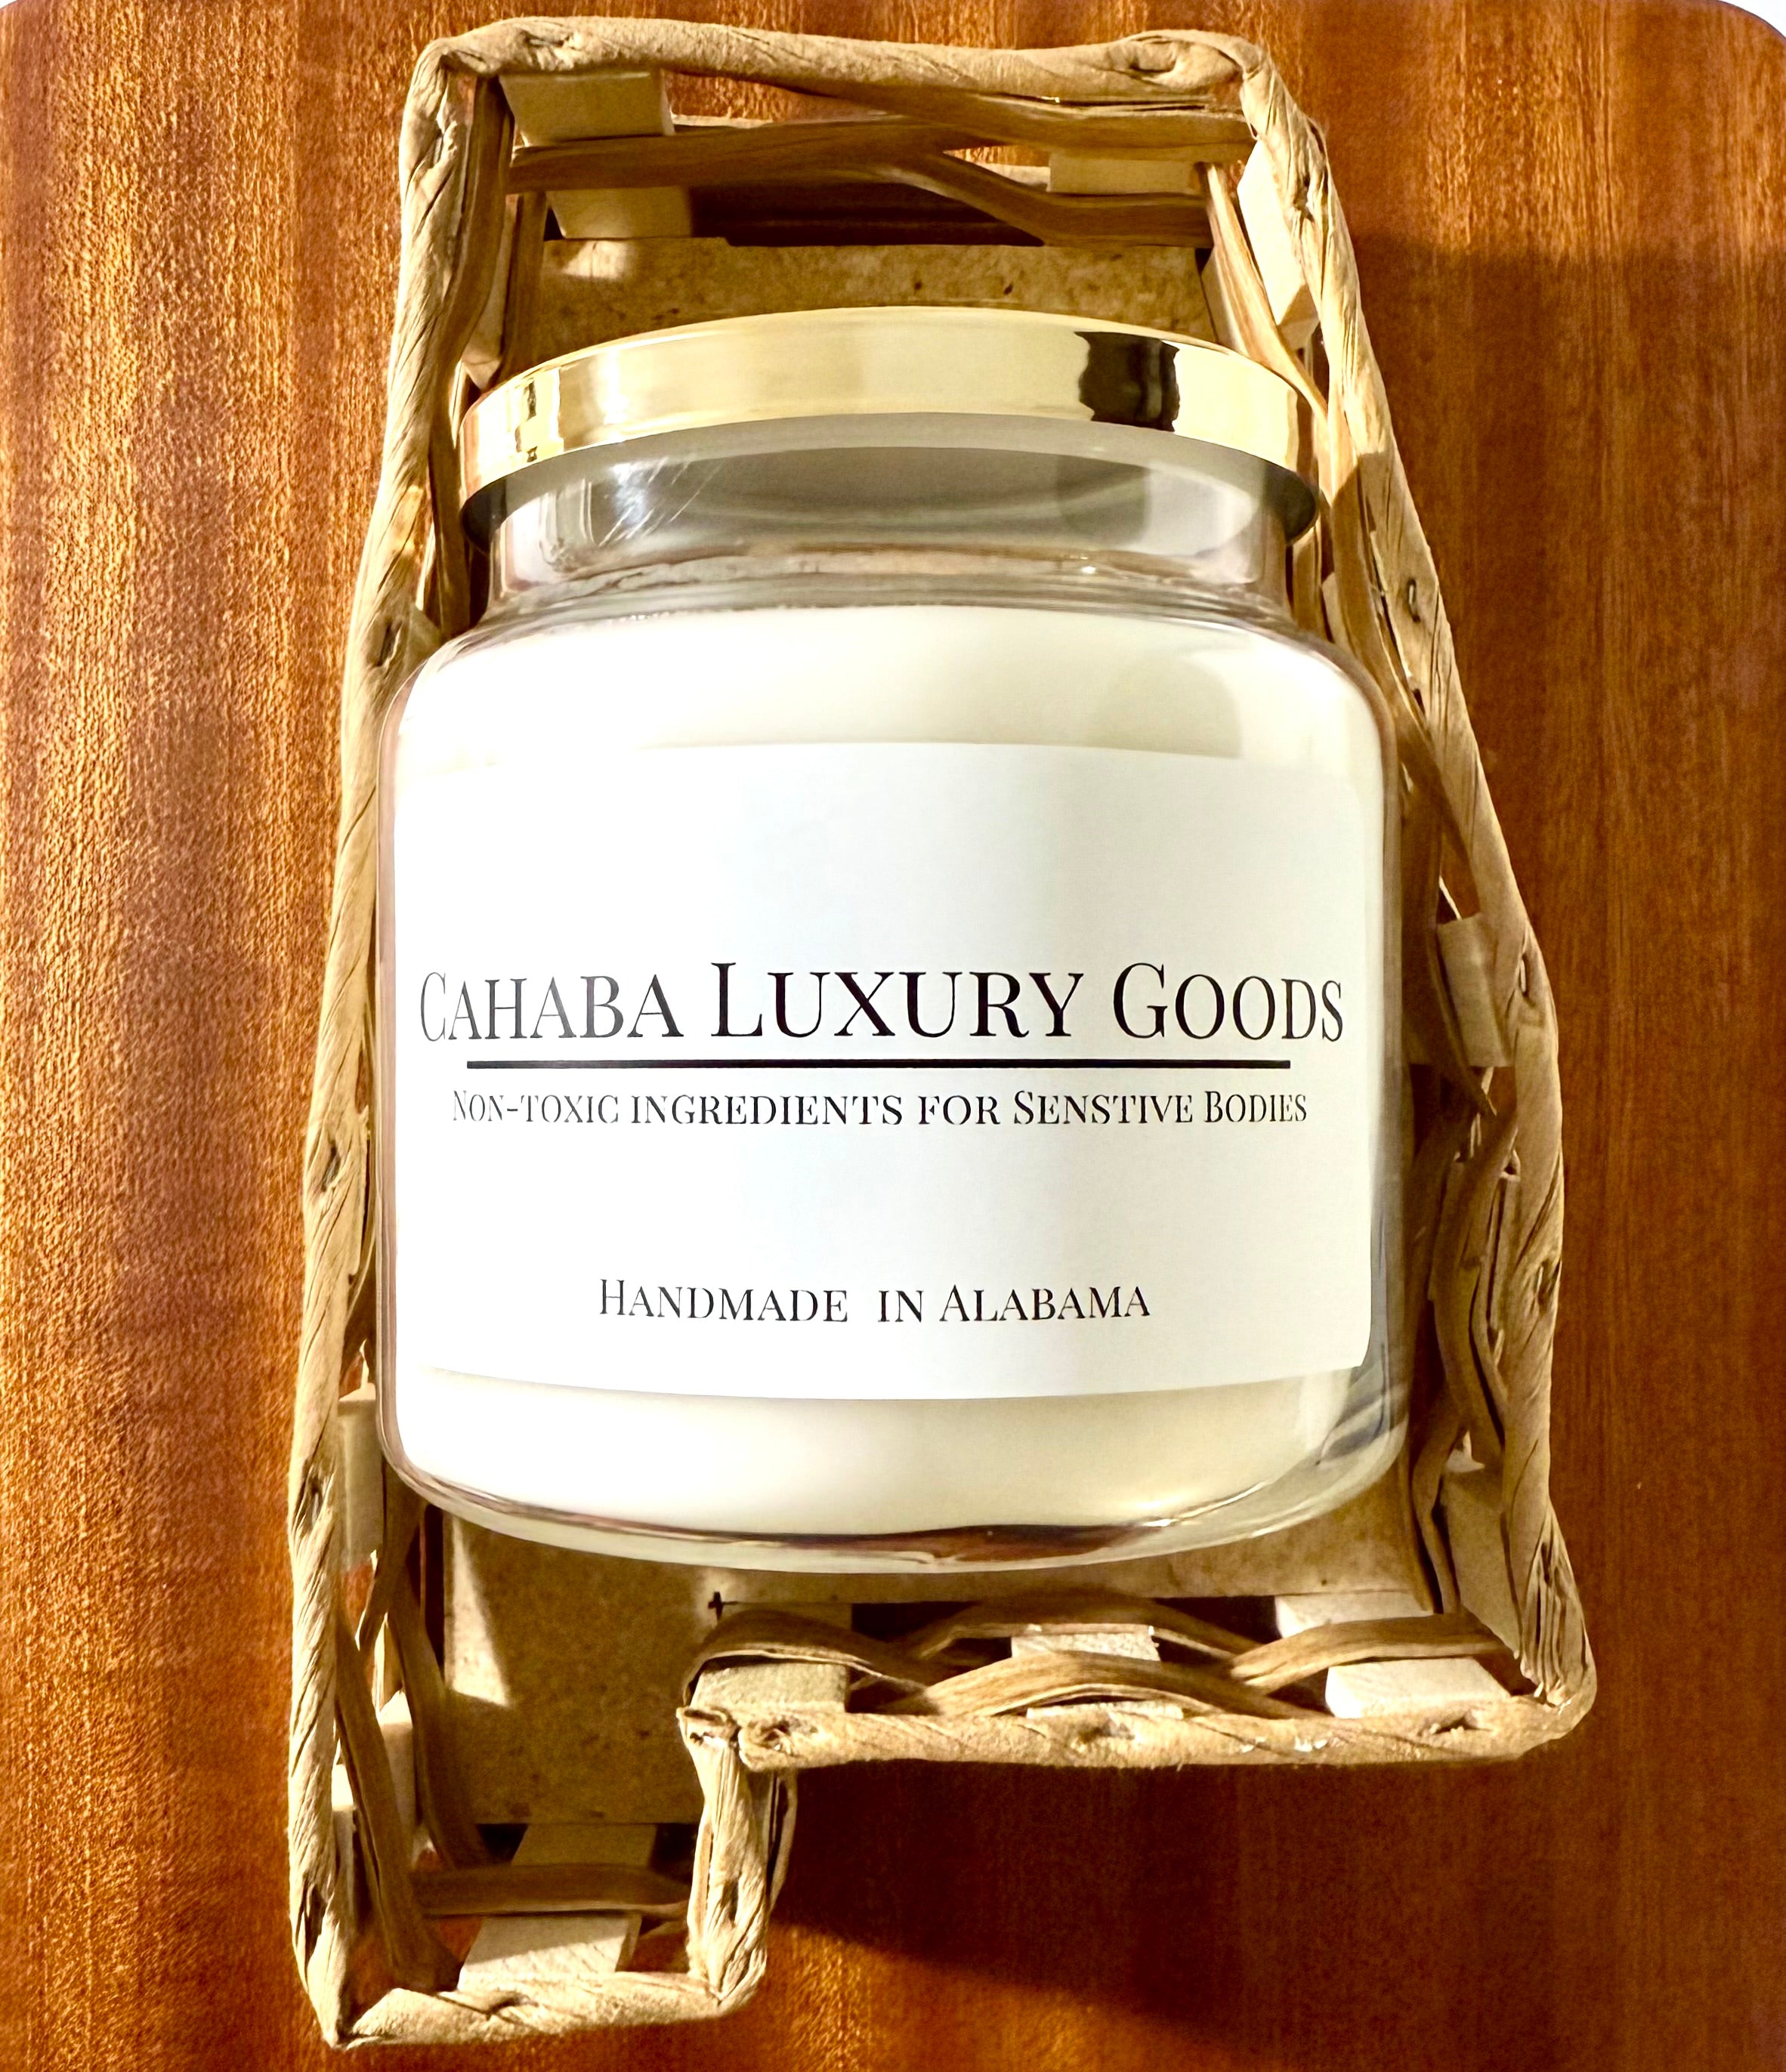 Cahaba Luxury Goods
Non-toxic ingredients for Senstive Bodies
Handmade in Alabama